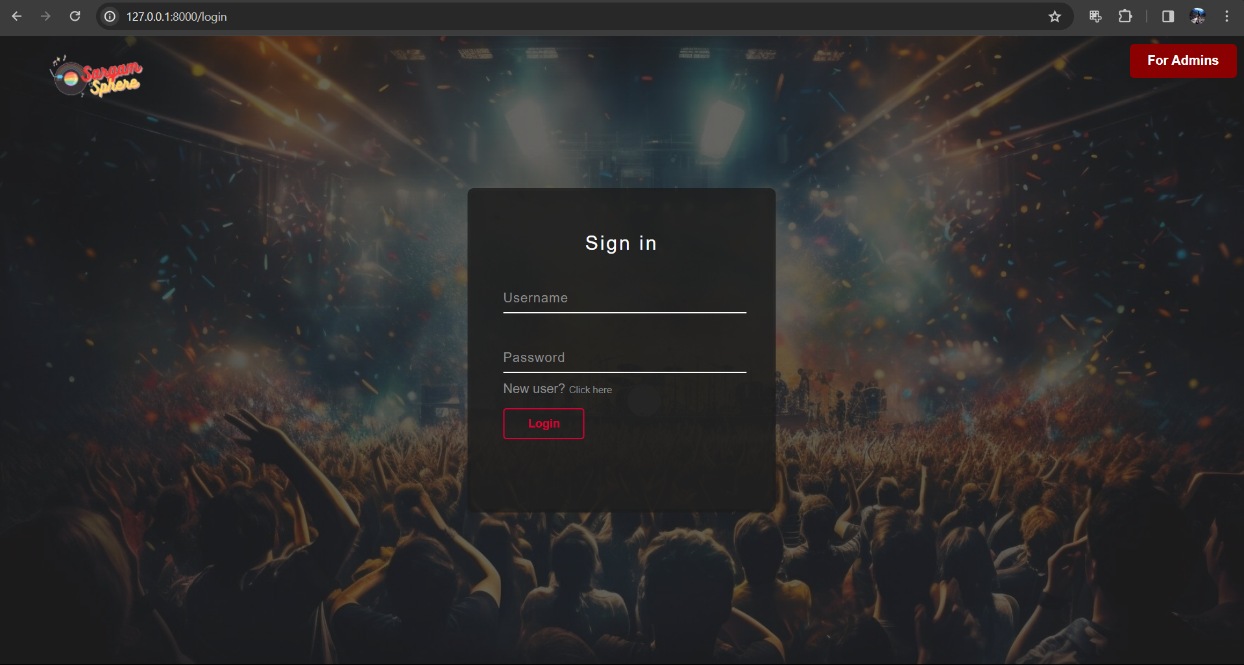 127.0.0.1:8000/login
Sargam
Sphere
For Admins
Sign in
Username
Password
New user? Click here
Login